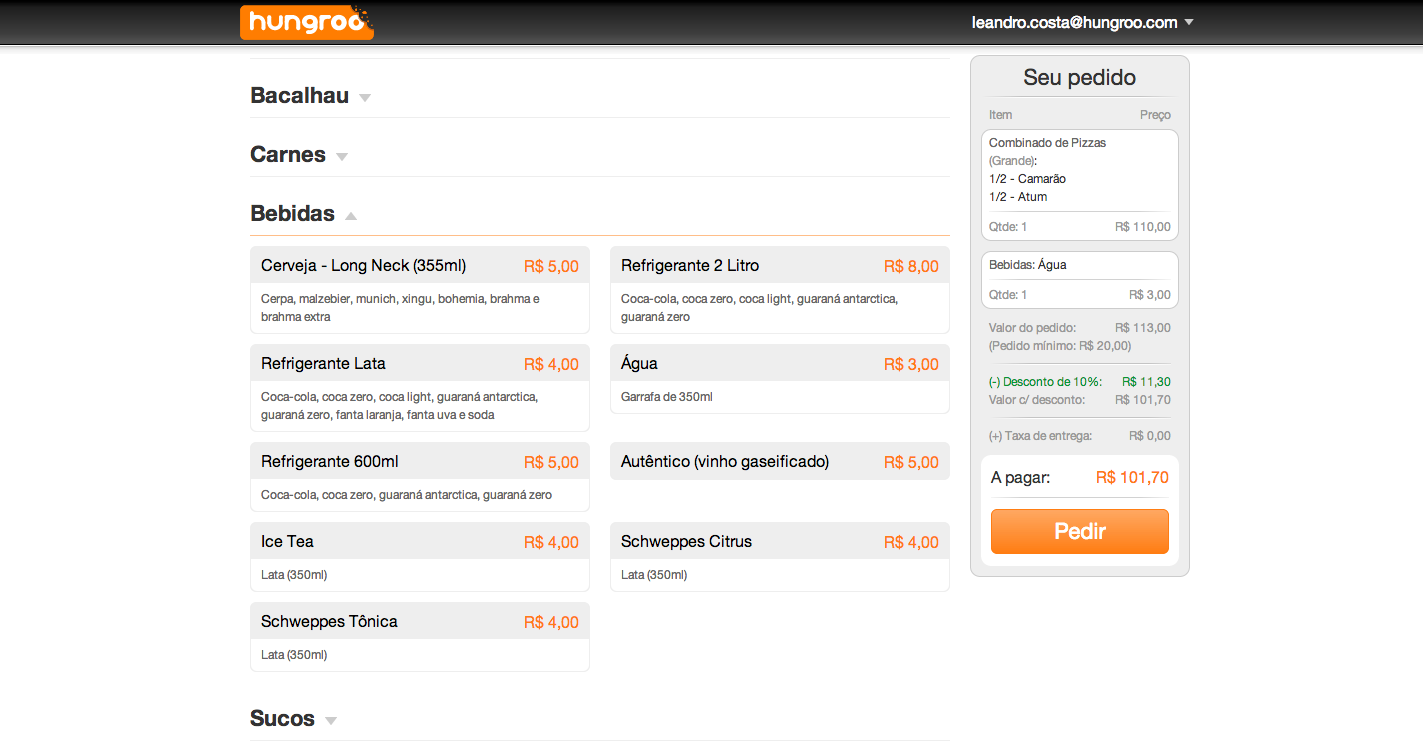 hungroo
leandro.costa@hungroo.com
Bacalhau
Carnes
Bebidas
Cerveja - Long Neck (355ml) R$ 5,00
Cerpa, malzebier, munich, xingu, bohemia, brahma e
brahma extra
Refrigerante 2 Litro R$ 8,00
Coca-cola, coca zero, coca light, guaraná antarctica,
guaraná zero
Refrigerante Lata R$ 4,00
Coca-cola, coca zero, coca light, guaraná antarctica,
guaraná zero, fanta laranja, fanta uva e soda
Água R$ 3,00
Garrafa de 350ml
Refrigerante 600ml R$ 5,00
Coca-cola, coca zero, guaraná antarctica, guaraná zero
Autêntico (vinho gaseificado) R$ 5,00
Ice Tea R$ 4,00
Lata (350ml)
Schweppes Citrus R$ 4,00
Lata (350ml)
Schweppes Tônica R$ 4,00
Lata (350ml)
Sucos
Seu pedido
Item Preço
Combinado de Pizzas
(Grande):
1/2 - Camarão
1/2 - Atum
Qtde: 1 R$ 110,00
Bebidas: Água
Qtde: 1 R$ 3,00
Valor do pedido: R$ 113,00
(Pedido mínimo: R$ 20,00)
(-) Desconto de 10%: R$ 11,30
Valor c/ desconto: R$ 101,70
(+) Taxa de entrega: R$ 0,00
A pagar: R$ 101,70
Pedir